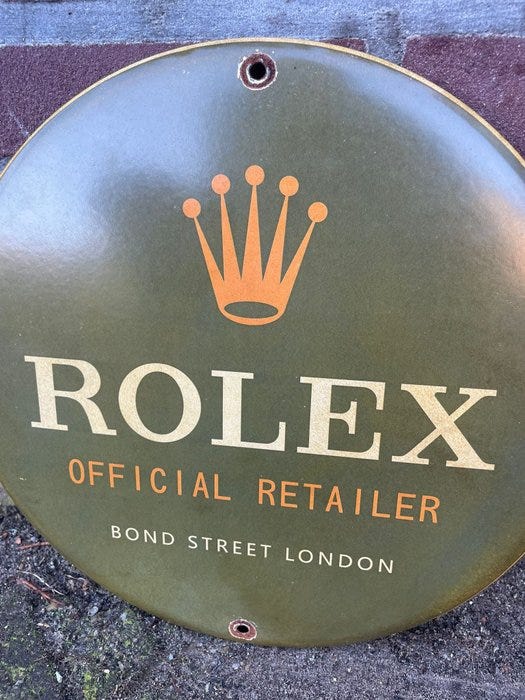 ROLEX
OFFICIAL RETAILER
BOND STREET LONDON